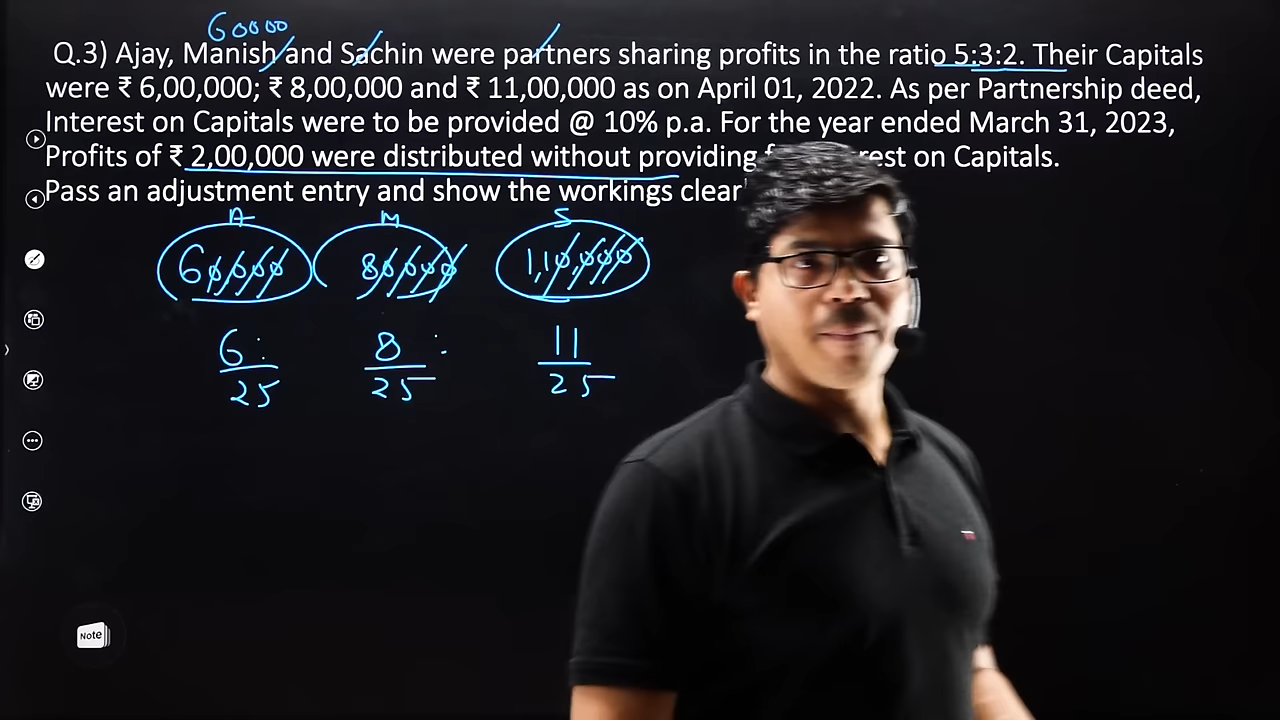 60000
Q.3) Ajay, Manish and Sachin were partners sharing profits in the ratio 5:3:2. Their Capitals
were ₹ 6,00,000; ₹ 8,00,000 and ₹ 11,00,000 as on April 01, 2022. As per Partnership deed,
Interest on Capitals were to be provided @ 10% p.a. For the year ended March 31, 2023,
Profits of ₹ 2,00,000 were distributed without providing rest on Capitals.
Pass an adjustment entry and show the workings
A M S
60000 80000 1,10,000
6 : 8 : 11
25 25 25
Note